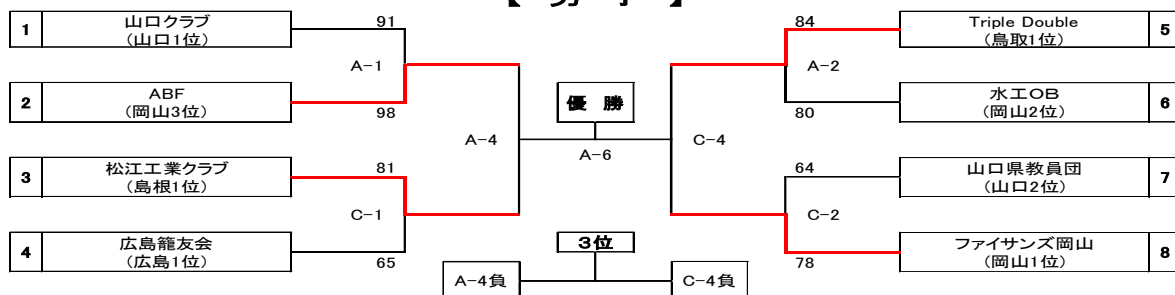 1
山口クラブ
(山口1位)
91
A-1
2
ABF
(岡山3位)
98
3
松江工業クラブ
(島根1位)
81
C-1
4
広島籠友会
(広島1位)
65
A-4
優 勝
A-6
C-4
3位
A-4負
C-4負
84
Triple Double
(鳥取1位)
5
A-2
80
水工OB
(岡山2位)
6
64
山口県教員団
(山口2位)
7
C-2
78
ファイサンズ岡山
(岡山1位)
8